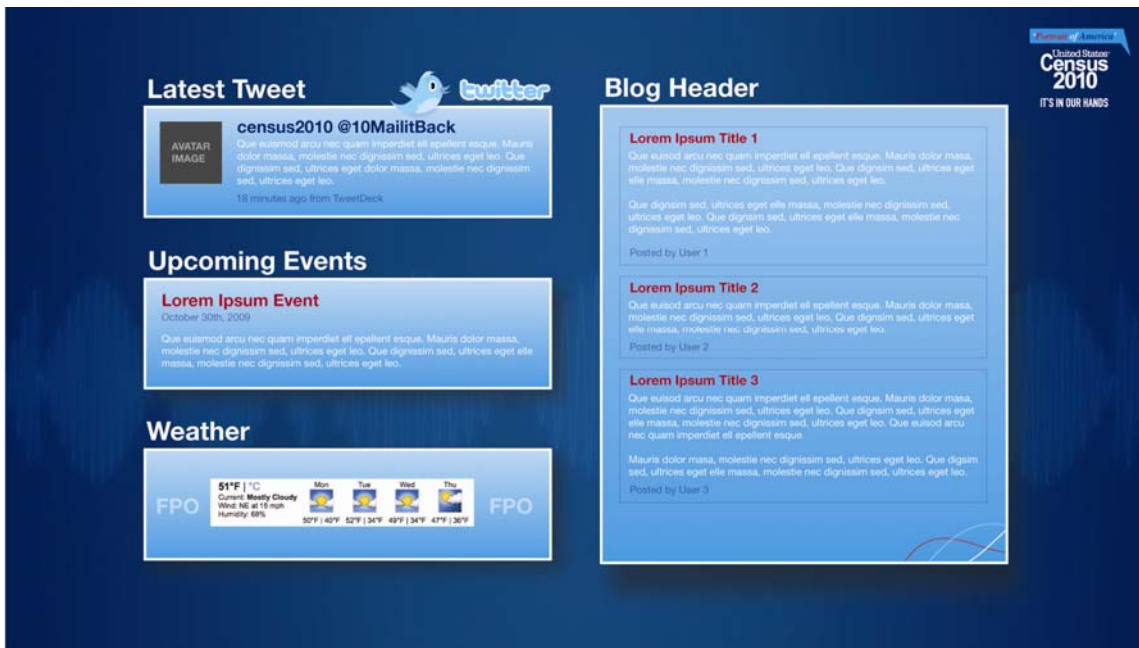 "Portrait of America"
United States
Census
2010
IT'S IN OUR HANDS
Latest Tweet
twitter
AVATAR
IMAGE
census2010 @10MailitBack
Que euismod arcu nec quam imperdiet ell epellent esque. Mauris
dolor massa, molestie nec dignissim sed, ultrices eget leo. Que
dignissim sed, ultrices eget dolor massa, molestie nec dignissim
sed, ultrices eget leo.
18 minutes ago from TweetDeck
Upcoming Events
Lorem Ipsum Event
October 30th, 2009
Que euismod arcu nec quam imperdiet ell epellent esque. Mauris dolor massa,
molestie nec dignissim sed, ultrices eget leo. Que dignissim sed, ultrices eget elle
massa, molestie nec dignissim sed, ultrices eget leo.
Weather
FPO
51°F | °C
Current: Mostly Cloudy
Wind: NE at 15 mph
Humidity: 68%
Mon Tue Wed Thu
50°F | 40°F 52°F | 34°F 49°F | 34°F 47°F | 36°F
FPO
Blog Header
Lorem Ipsum Title 1
Que euisod arcu nec quam imperdiet ell epellent esque. Mauris dolor masa,
molestie nec dignissim sed, ultrices eget leo. Que dignsim sed, ultrices eget
elle massa, molestie nec dignissim sed, ultrices eget leo.
Que dignsim sed, ultrices eget elle massa, molestie nec dignissim sed,
ultrices eget leo. Que dignsim sed, ultrices eget elle massa, molestie nec
dignissim sed, ultrices eget leo.
Posted by User 1
Lorem Ipsum Title 2
Que euisod arcu nec quam imperdiet ell epellent esque. Mauris dolor masa,
molestie nec dignissim sed, ultrices eget leo. Que dignsim sed, ultrices eget
elle massa, molestie nec dignissim sed, ultrices eget leo.
Posted by User 2
Lorem Ipsum Title 3
Que euisod arcu nec quam imperdiet ell epellent esque. Mauris dolor masa,
molestie nec dignissim sed, ultrices eget leo. Que dignsim sed, ultrices eget
elle massa, molestie nec dignissim sed, ultrices eget leo. Que euisod arcu
nec quam imperdiet ell epellent esque.
Mauris dolor masa, molestie nec dignissim sed, ultrices eget leo. Que digsim
sed, ultrices eget elle massa, molestie nec dignissim sed, ultrices eget leo.
Posted by User 3